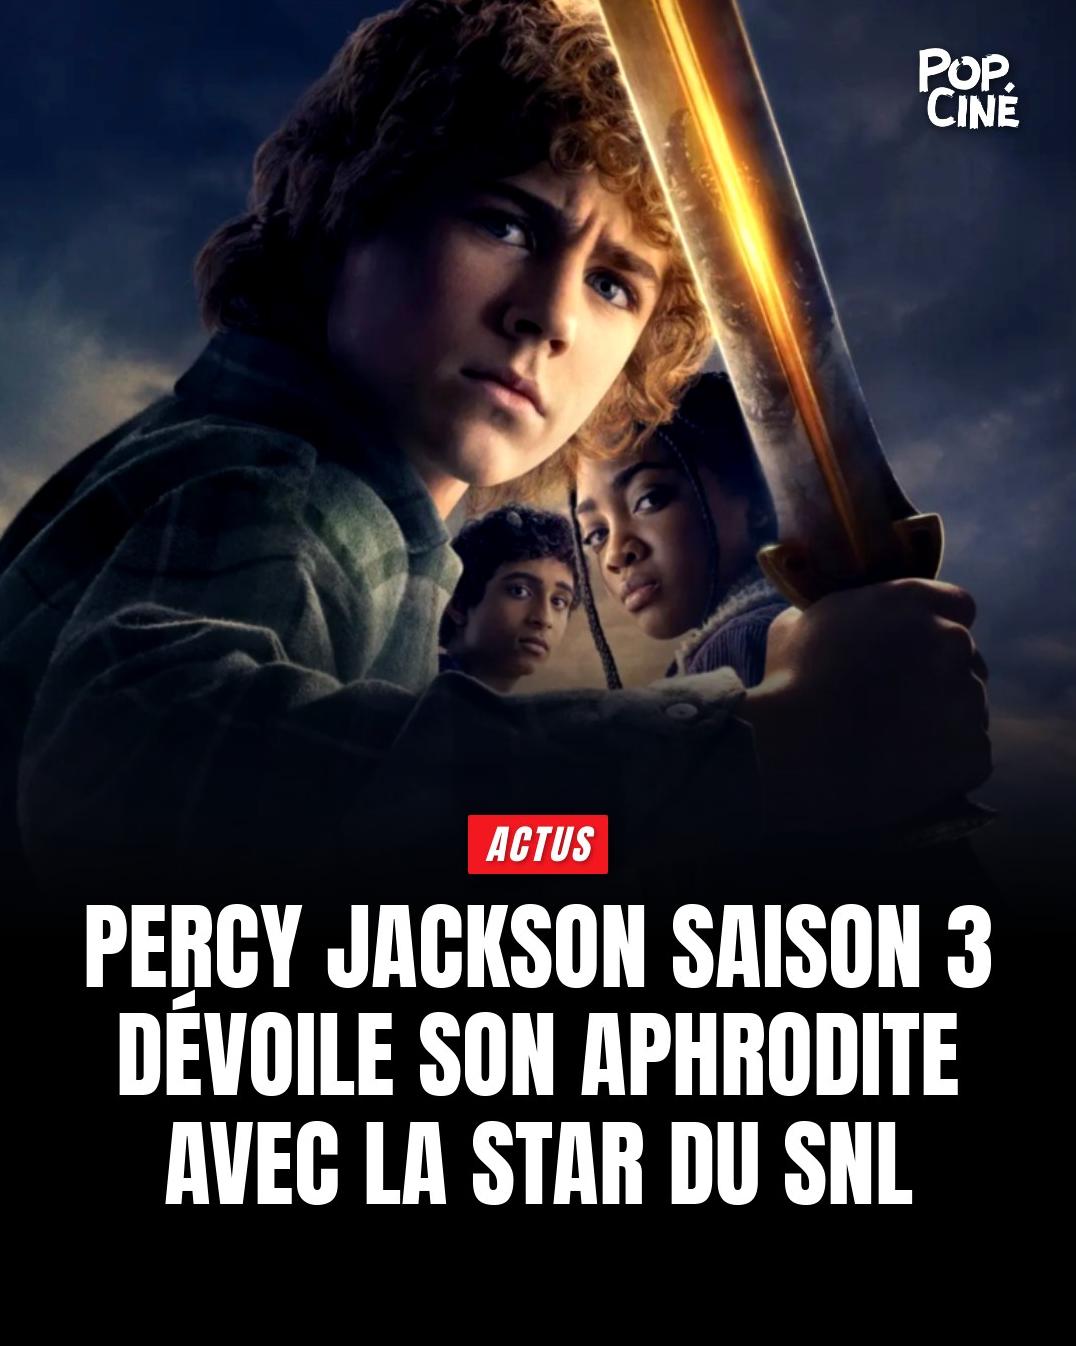 POP.
CINÉ
ACTUS
PERCY JACKSON SAISON 3
DÉVOILE SON APHRODITE
AVEC LA STAR DU SNL